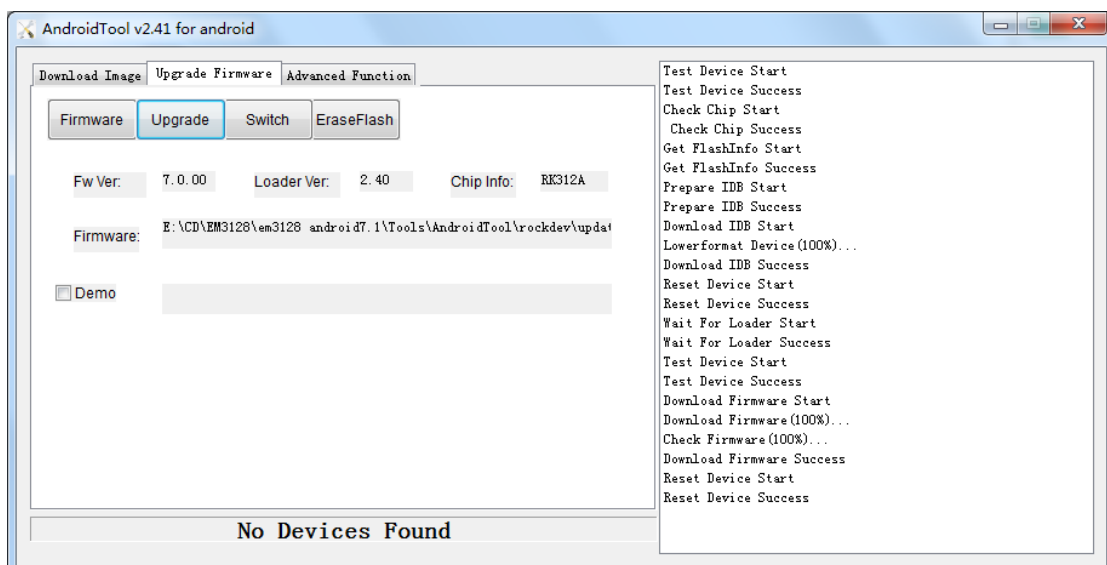 AndroidTool v2.41 for android
Download Image Upgrade Firmware Advanced Function
Firmware Upgrade Switch EraseFlash
Fw Ver: 7.0.00 Loader Ver: 2.40 Chip Info: RK312A
Firmware: E:\CD\EM3128\em3128 android7.1\Tools\AndroidTool\rockdev\updat
Demo
No Devices Found
Test Device Start
Test Device Success
Check Chip Start
Check Chip Success
Get FlashInfo Start
Get FlashInfo Success
Prepare IDB Start
Prepare IDB Success
Download IDB Start
Lowerformat Device(100%)...
Download IDB Success
Reset Device Start
Reset Device Success
Wait For Loader Start
Wait For Loader Success
Test Device Start
Test Device Success
Download Firmware Start
Download Firmware(100%)...
Check Firmware(100%)...
Download Firmware Success
Reset Device Start
Reset Device Success